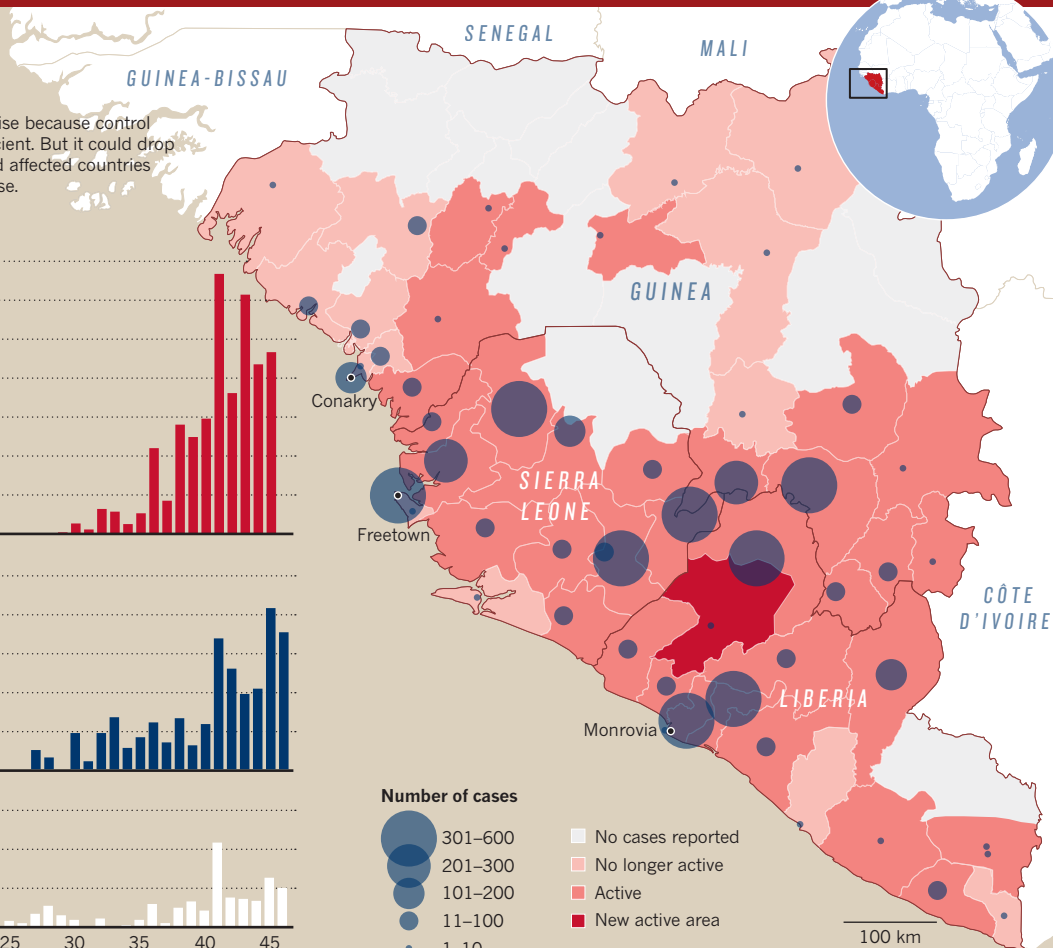 SENEGAL
MALI
GUINEA-BISSAU
ise because control
cient. But it could drop
d affected countries
se.
GUINEA
Conakry
SIERRA
LEONE
Freetown
CÔTE
D'IVOIRE
LIBERIA
Monrovia
Number of cases
301–600
201–300
101–200
11–100
1–10
No cases reported
No longer active
Active
New active area
100 km
25 30 35 40 45